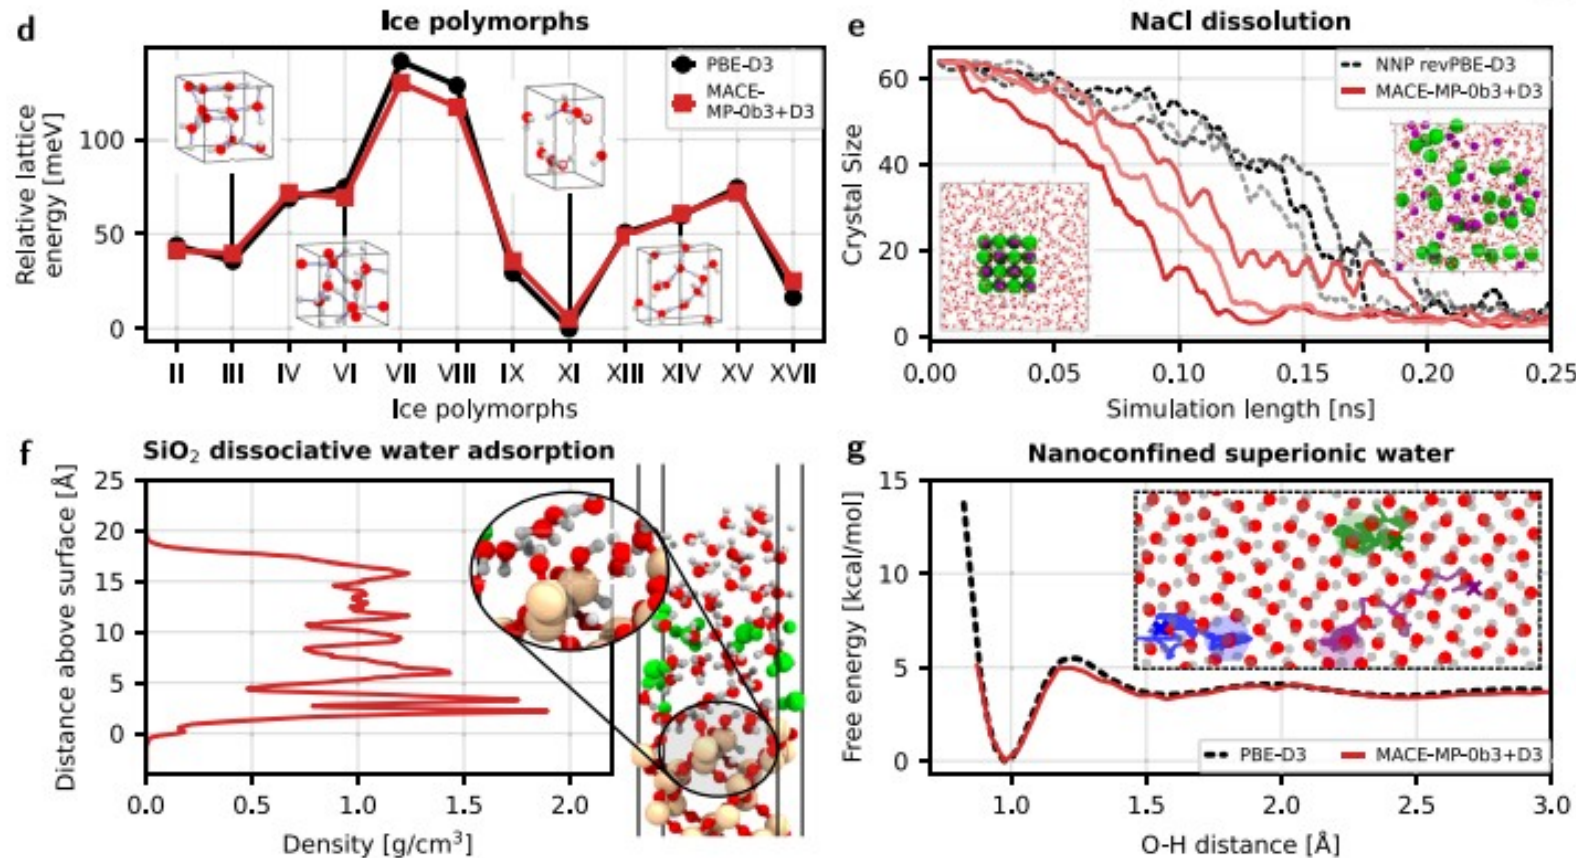 d
Ice polymorphs
Relative lattice
energy [meV]
100
50
0
PBE-D3
MACE-
MP-0b3+D3
II III IV VI VII VIII IX XI XIII XIV XV XVII
Ice polymorphs
e
NaCl dissolution
Crystal Size
60
40
20
0
NNP revPBE-D3
MACE-MP-0b3+D3
0.00 0.05 0.10 0.15 0.20 0.25
Simulation length [ns]
f
SiO₂ dissociative water adsorption
Distance above surface [Å]
25
20
15
10
5
0
0.0 0.5 1.0 1.5 2.0
Density [g/cm³]
g
Nanoconfined superionic water
Free energy [kcal/mol]
15
10
5
0
PBE-D3 MACE-MP-0b3+D3
1.0 1.5 2.0 2.5 3.0
O-H distance [Å]